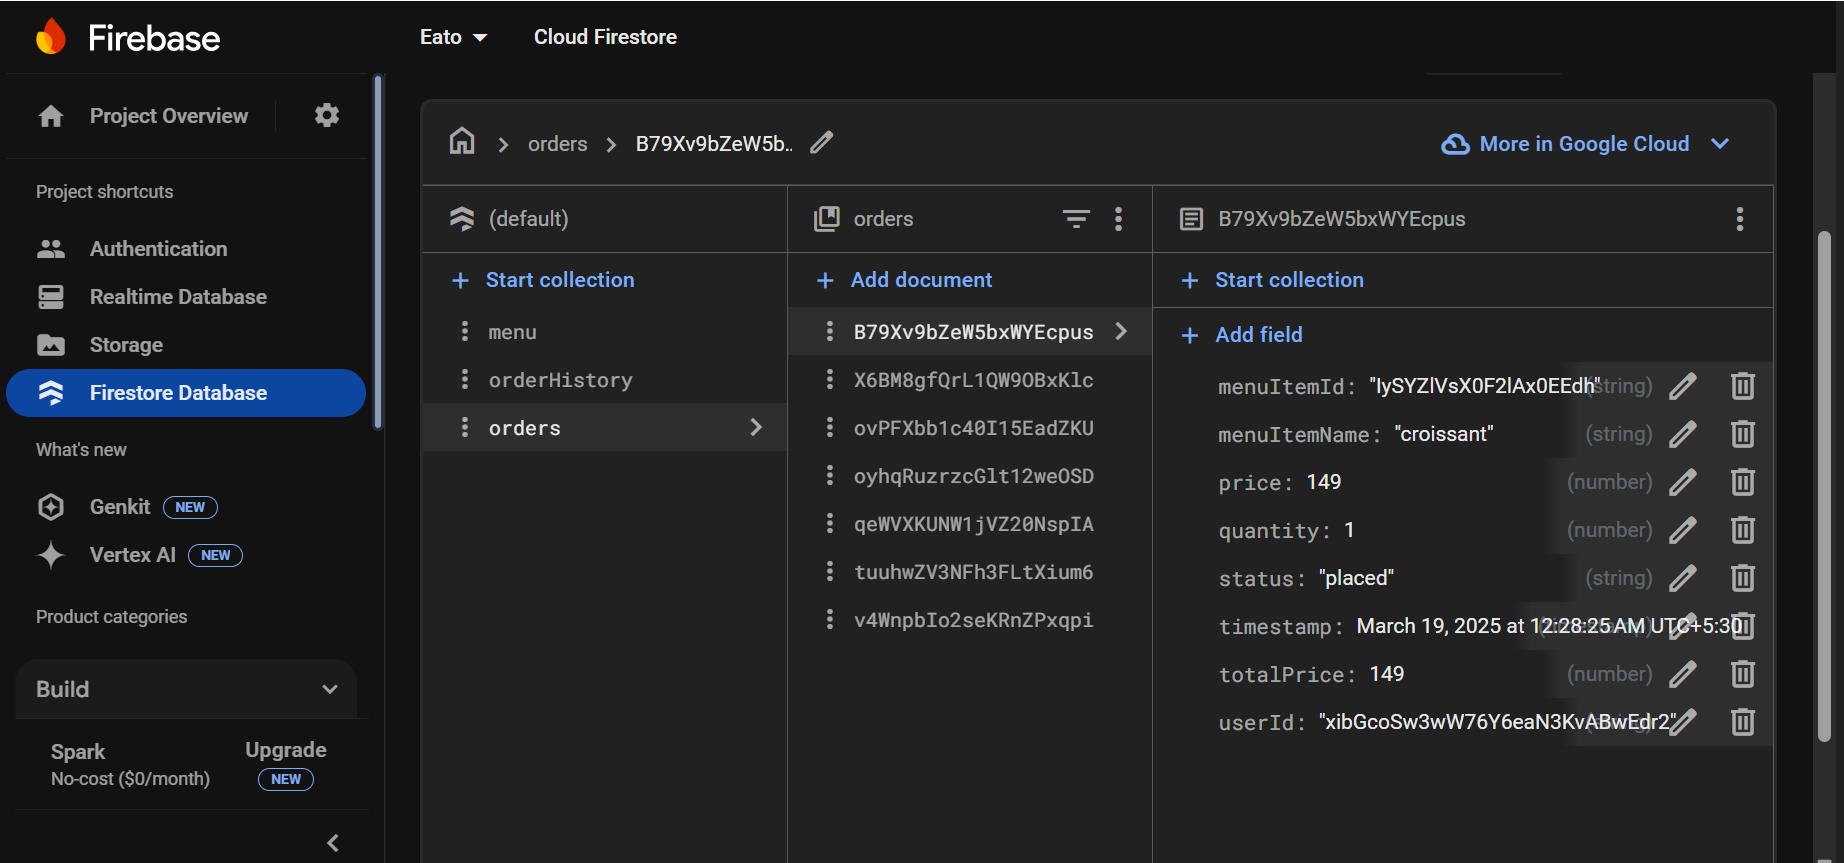 Firebase
Eato
Cloud Firestore
Project Overview
Project shortcuts
Authentication
Realtime Database
Storage
Firestore Database
What's new
Genkit NEW
Vertex AI NEW
Product categories
Build
Spark
No-cost ($0/month)
Upgrade
NEW
orders
B79Xv9bZeW5b..
More in Google Cloud
(default)
Start collection
menu
orderHistory
orders
orders
Add document
B79Xv9bZeW5bxWYEcpus
X6BM8gfQrL1QW9OBxKlc
ovPFXbb1c40I15EadZKU
oyhqRuzrzcGlt12weOSD
qeWVXKUNW1jVZ20NspIA
tuuhwZV3NFh3FLtXium6
v4WnpbIo2seKRnZPxqpi
B79Xv9bZeW5bxWYEcpus
Start collection
Add field
menuItemId: "IySYZlVsX0F2lAx0EEdh" (string)
menuItemName: "croissant" (string)
price: 149 (number)
quantity: 1 (number)
status: "placed" (string)
timestamp: March 19, 2025 at 12:28:25 AM UTC+5:30
totalPrice: 149 (number)
userId: "xibGcoSw3wW76Y6eaN3KvABwEdr2" (string)